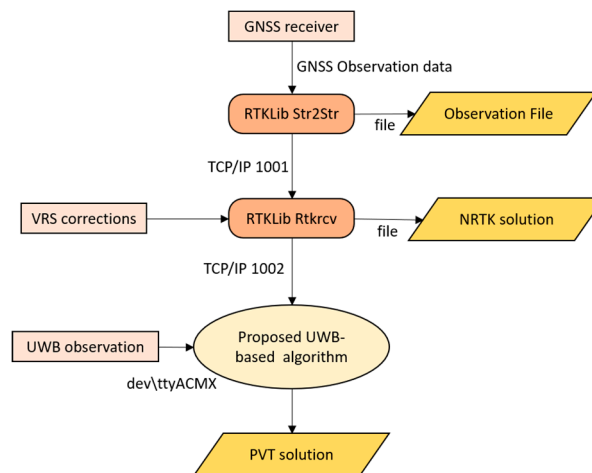 GNSS receiver
GNSS Observation data
RTKLib Str2Str
file
Observation File
TCP/IP 1001
VRS corrections
RTKLib Rtkrcv
file
NRTK solution
TCP/IP 1002
UWB observation
Proposed UWB-
based algorithm
dev\ttyACMX
PVT solution